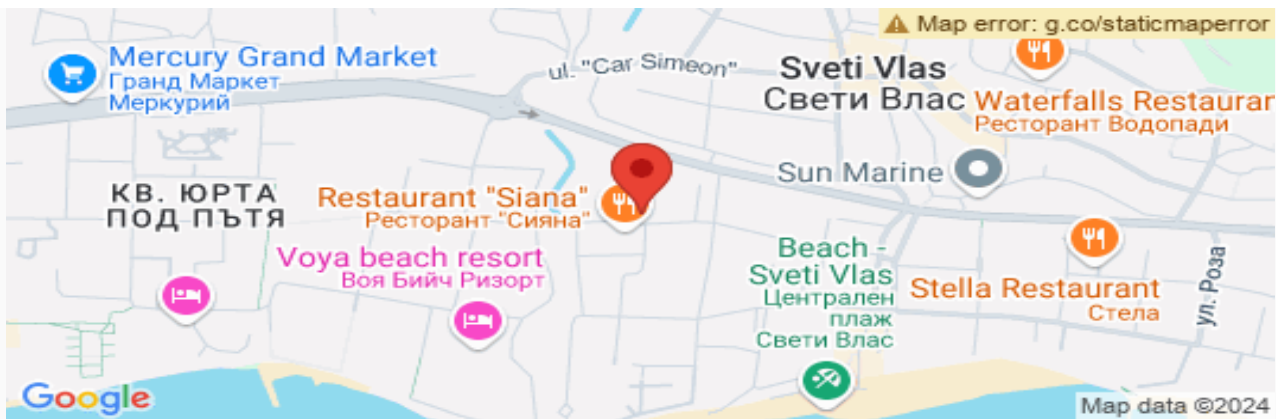 Map error: g.co/staticmaperror
Mercury Grand Market
Гранд Маркет
Меркурий
ul. "Car Simeon"
Sveti Vlas
Свети Влас
Waterfalls Restauran
Ресторант Водопади
Sun Marine
КВ. ЮРТА
ПОД ПЪТЯ
Restaurant "Siana"
Ресторант "Сияна"
Voya beach resort
Воя Бийч Ризорт
Beach -
Sveti Vlas
Централен
плаж
Свети Влас
Stella Restaurant
Стела
ул. Роза
Google
Map data ©2024